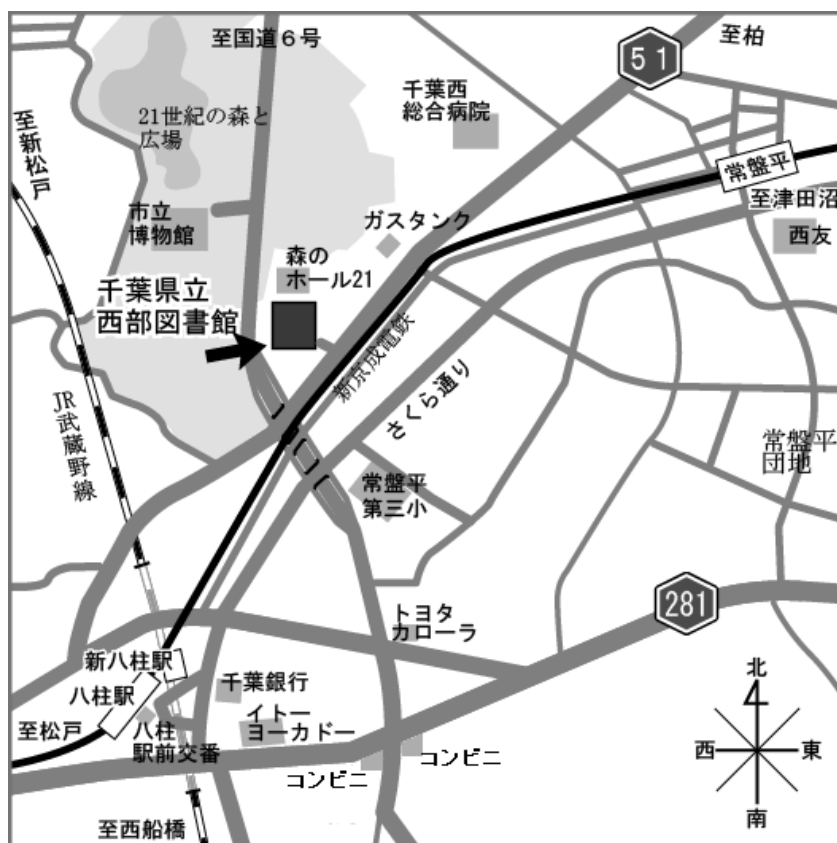 至国道6号
51
至柏
千葉西
総合病院
至新松戸
21世紀の森と
広場
常盤平
至津田沼
市立
博物館
ガスタンク
西友
森の
ホール21
千葉県立
西部図書館
新京成電鉄
さくら通り
JR武蔵野線
常盤平
団地
常盤平
第三小
281
トヨタ
カローラ
新八柱駅
八柱駅
千葉銀行
至松戸
八柱
駅前交番
イトー
ヨーカドー
コンビニ
コンビニ
至西船橋
北
西
東
南